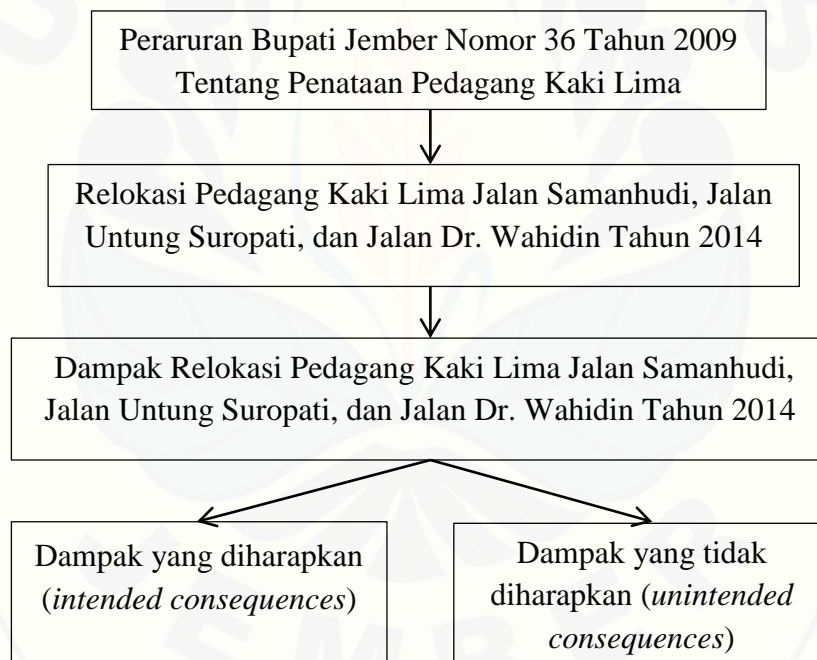 Peraruran Bupati Jember Nomor 36 Tahun 2009
Tentang Penataan Pedagang Kaki Lima
Relokasi Pedagang Kaki Lima Jalan Samanhudi, Jalan
Untung Suropati, dan Jalan Dr. Wahidin Tahun 2014
Dampak Relokasi Pedagang Kaki Lima Jalan Samanhudi,
Jalan Untung Suropati, dan Jalan Dr. Wahidin Tahun 2014
Dampak yang diharapkan
(intended consequences)
Dampak yang tidak
diharapkan (unintended
consequences)
JEMBER